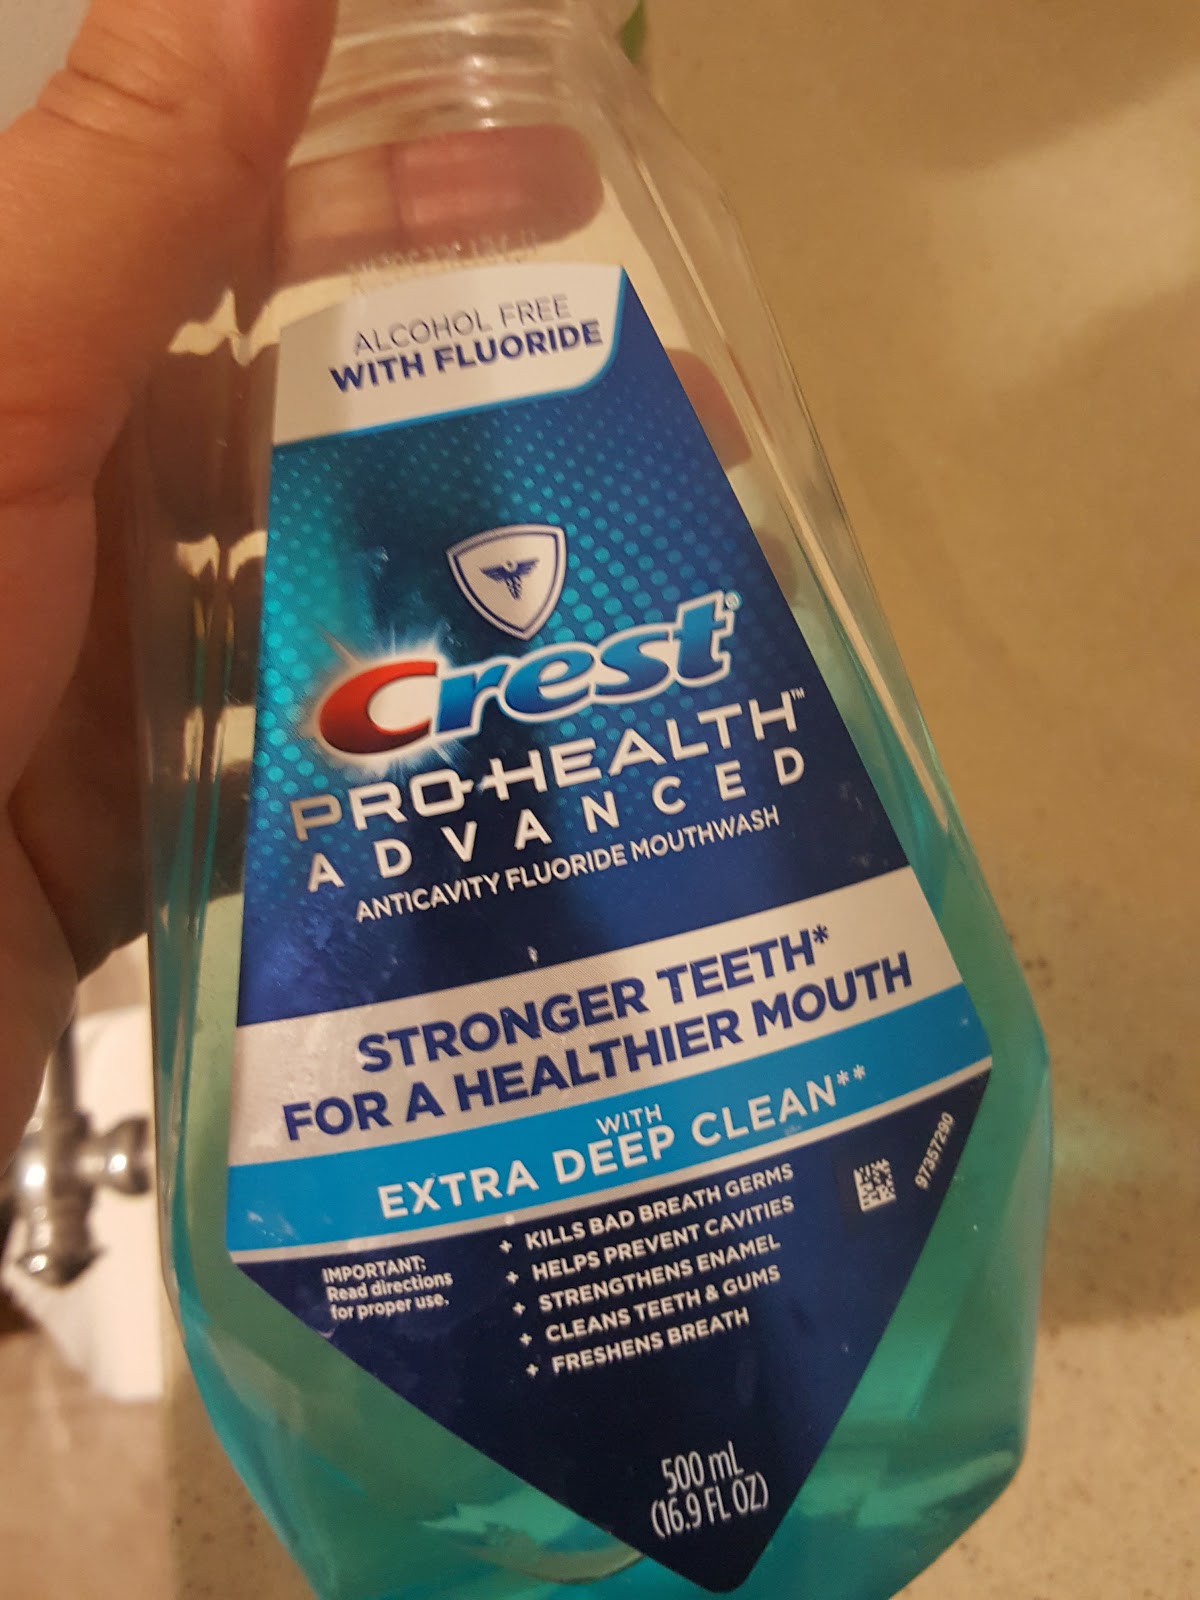 ALCOHOL FREE
WITH FLUORIDE
Crest®
PRO-HEALTH™
ADVANCED
ANTICAVITY FLUORIDE MOUTHWASH
STRONGER TEETH*
FOR A HEALTHIER MOUTH
WITH
EXTRA DEEP CLEAN**
IMPORTANT:
Read directions
for proper use.
+ KILLS BAD BREATH GERMS
+ HELPS PREVENT CAVITIES
+ STRENGTHENS ENAMEL
+ CLEANS TEETH & GUMS
+ FRESHENS BREATH
97357290
500 mL
(16.9 FL OZ)